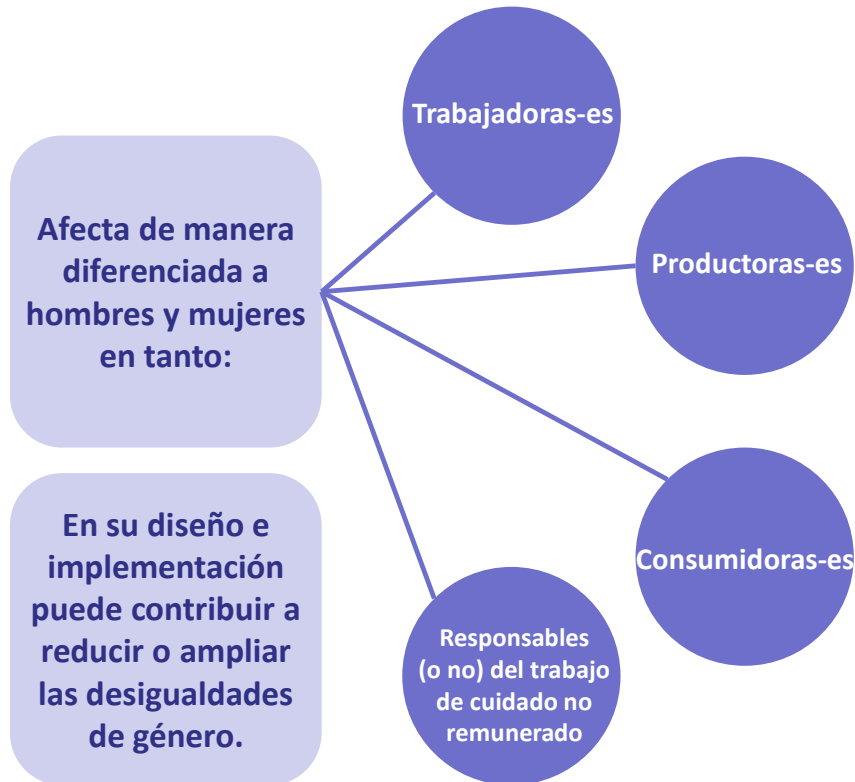 Afecta de manera
diferenciada a
hombres y mujeres
en tanto:
Trabajadoras-es
Productoras-es
Consumidoras-es
Responsables
(o no) del trabajo
de cuidado no
remunerado
En su diseño e
implementación
puede contribuir a
reducir o ampliar
las desigualdades
de género.